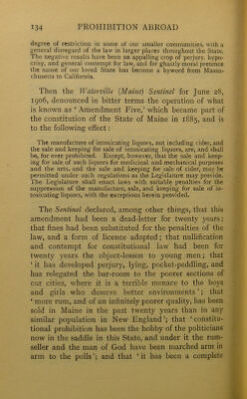 134 PROHIBITION ABROAD
degree of restriction in some of our smaller communities, with a
general disregard of the law in larger places throughout the State.
The negative results have been an appalling crop of perjury, hypo-
crisy, and general contempt for law, and for ghastly moral pretence
the name of our loved State has become a byword from Massa-
chusetts to California.
Then the Waterville (Maine) Sentinel for June 28,
1906, denounced in bitter terms the operation of what
is known as 'Amendment Five,' which became part of
the constitution of the State of Maine in 1885, and is
to the following effect:
The manufacture of intoxicating liquors, not including cider, and
the sale and keeping for sale of intoxicating liquors, are, and shall
be, for ever prohibited. Except, however, that the sale and keep-
ing for sale of such liquors for medicinal and mechanical purposes
and the arts, and the sale and keeping for sale of cider, may be
permitted under such regulations as the Legislature may provide.
The Legislature shall enact laws with suitable penalties for the
suppression of the manufacture, sale, and keeping for sale of in-
toxicating liquors, with the exceptions herein provided.
The Sentinel declared, among other things, that this
amendment had been a dead-letter for twenty years;
that fines had been substituted for the penalties of the
law, and a form of licence adopted; that nullification
and contempt for constitutional law had been for
twenty years the object-lesson to young men; that
'it has developed perjury, lying, pocket-peddling, and
has relegated the bar-room to the poorer sections of
our cities, where it is a terrible menace to the boys
and girls who deserve better environments'; that
'more rum, and of an infinitely poorer quality, has been
sold in Maine in the past twenty years than in any
similar population in New England'; that 'constitu-
tional prohibition has been the hobby of the politicians
now in the saddle in this State, and under it the rum-
seller and the man of God have been marched arm in
arm to the polls'; and that 'it has been a complete